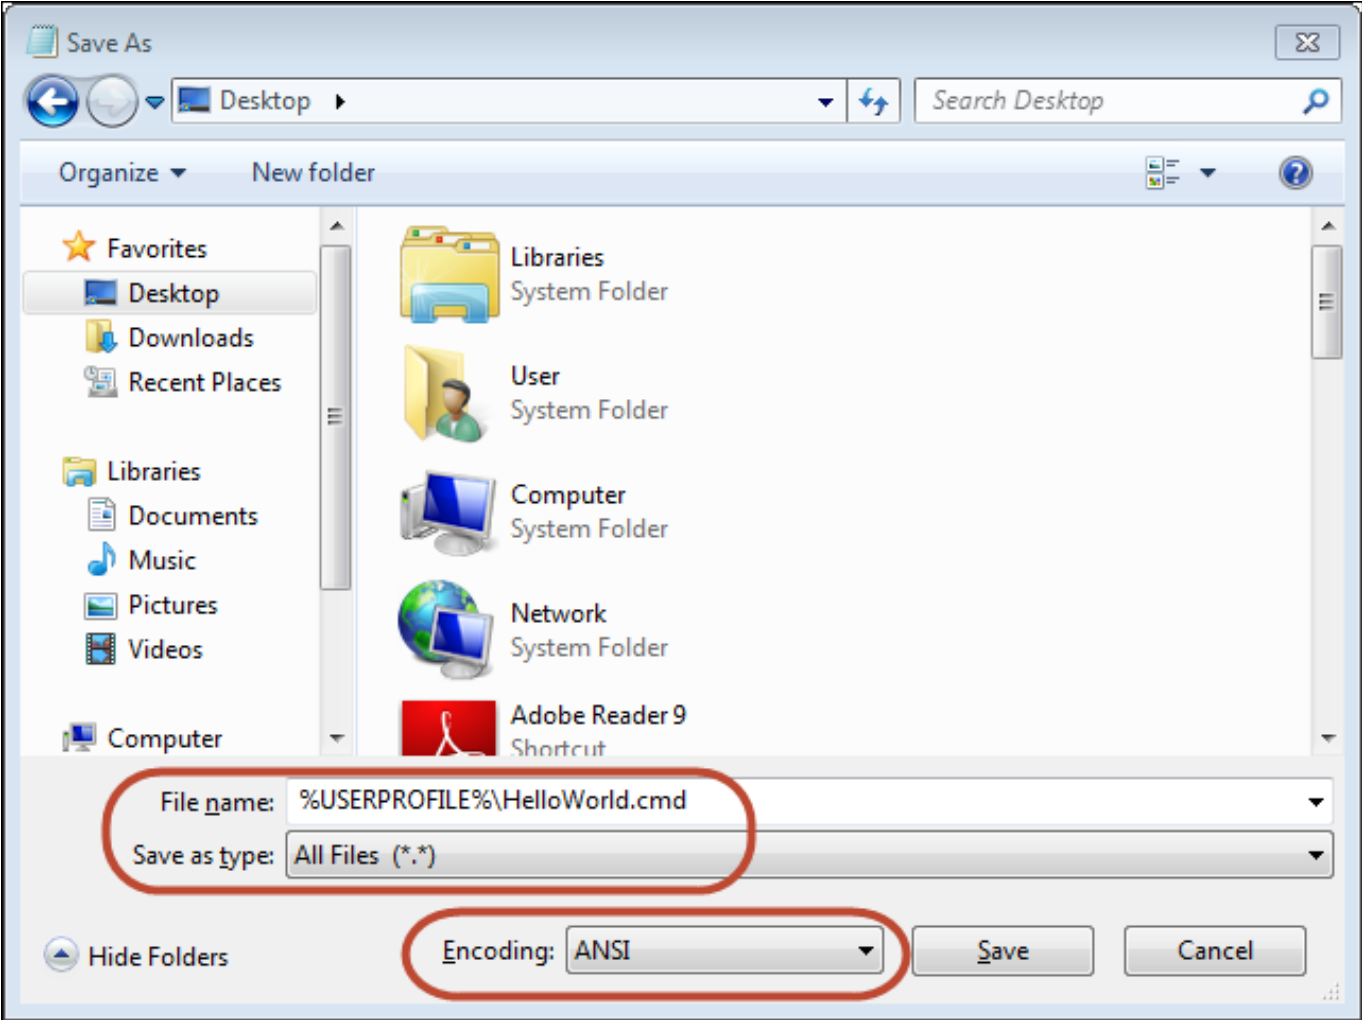 Save As
Desktop
Search Desktop
Organize
New folder
Favorites
Desktop
Downloads
Recent Places
Libraries
Documents
Music
Pictures
Videos
Computer
Libraries
System Folder
User
System Folder
Computer
System Folder
Network
System Folder
Adobe Reader 9
Shortcut
File name: %USERPROFILE%\HelloWorld.cmd
Save as type: All Files (*.*)
Hide Folders
Encoding: ANSI
Save
Cancel